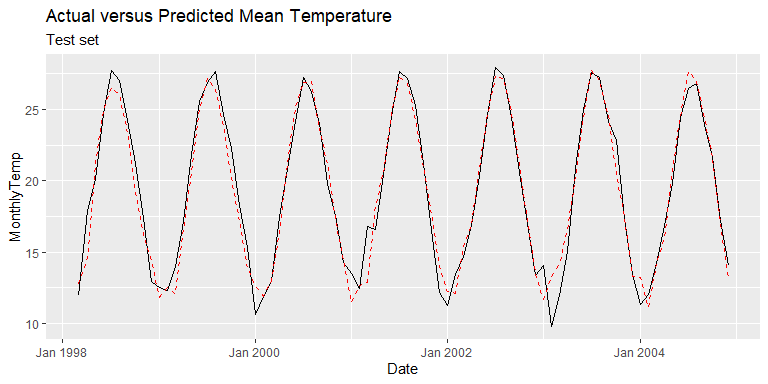 Actual versus Predicted Mean Temperature
Test set
MonthlyTemp
25
20
15
10
Jan 1998
Jan 2000
Jan 2002
Jan 2004
Date